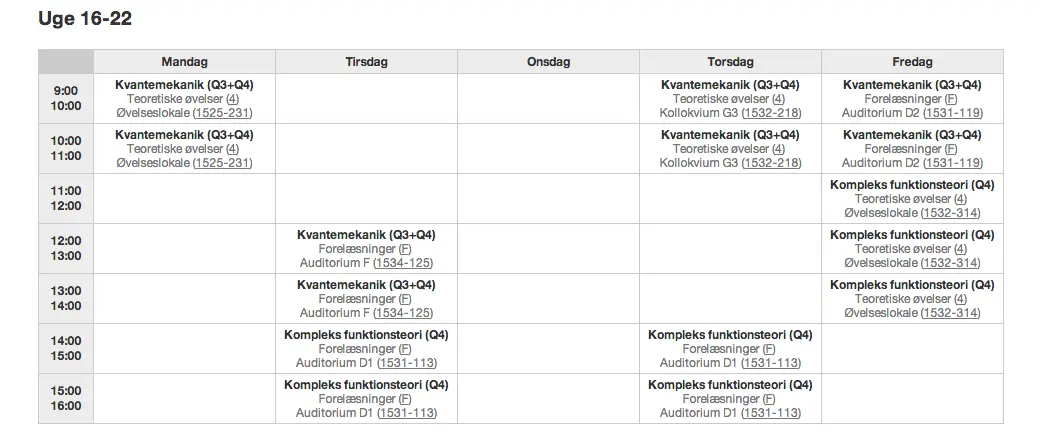 Uge 16-22
Mandag Tirsdag Onsdag Torsdag Fredag
9:00
10:00
Kvantemekanik (Q3+Q4)
Teoretiske øvelser (4)
Øvelseslokale (1525-231)
Kvantemekanik (Q3+Q4)
Teoretiske øvelser (4)
Kollokvium G3 (1532-218)
Kvantemekanik (Q3+Q4)
Forelæsninger (F)
Auditorium D2 (1531-119)
10:00
11:00
Kvantemekanik (Q3+Q4)
Teoretiske øvelser (4)
Øvelseslokale (1525-231)
Kvantemekanik (Q3+Q4)
Teoretiske øvelser (4)
Kollokvium G3 (1532-218)
Kvantemekanik (Q3+Q4)
Forelæsninger (F)
Auditorium D2 (1531-119)
11:00
12:00
Kompleks funktionsteori (Q4)
Teoretiske øvelser (4)
Øvelseslokale (1532-314)
12:00
13:00
Kvantemekanik (Q3+Q4)
Forelæsninger (F)
Auditorium F (1534-125)
Kompleks funktionsteori (Q4)
Teoretiske øvelser (4)
Øvelseslokale (1532-314)
13:00
14:00
Kvantemekanik (Q3+Q4)
Forelæsninger (F)
Auditorium F (1534-125)
Kompleks funktionsteori (Q4)
Teoretiske øvelser (4)
Øvelseslokale (1532-314)
14:00
15:00
Kompleks funktionsteori (Q4)
Forelæsninger (F)
Auditorium D1 (1531-113)
Kompleks funktionsteori (Q4)
Forelæsninger (F)
Auditorium D1 (1531-113)
15:00
16:00
Kompleks funktionsteori (Q4)
Forelæsninger (F)
Auditorium D1 (1531-113)
Kompleks funktionsteori (Q4)
Forelæsninger (F)
Auditorium D1 (1531-113)